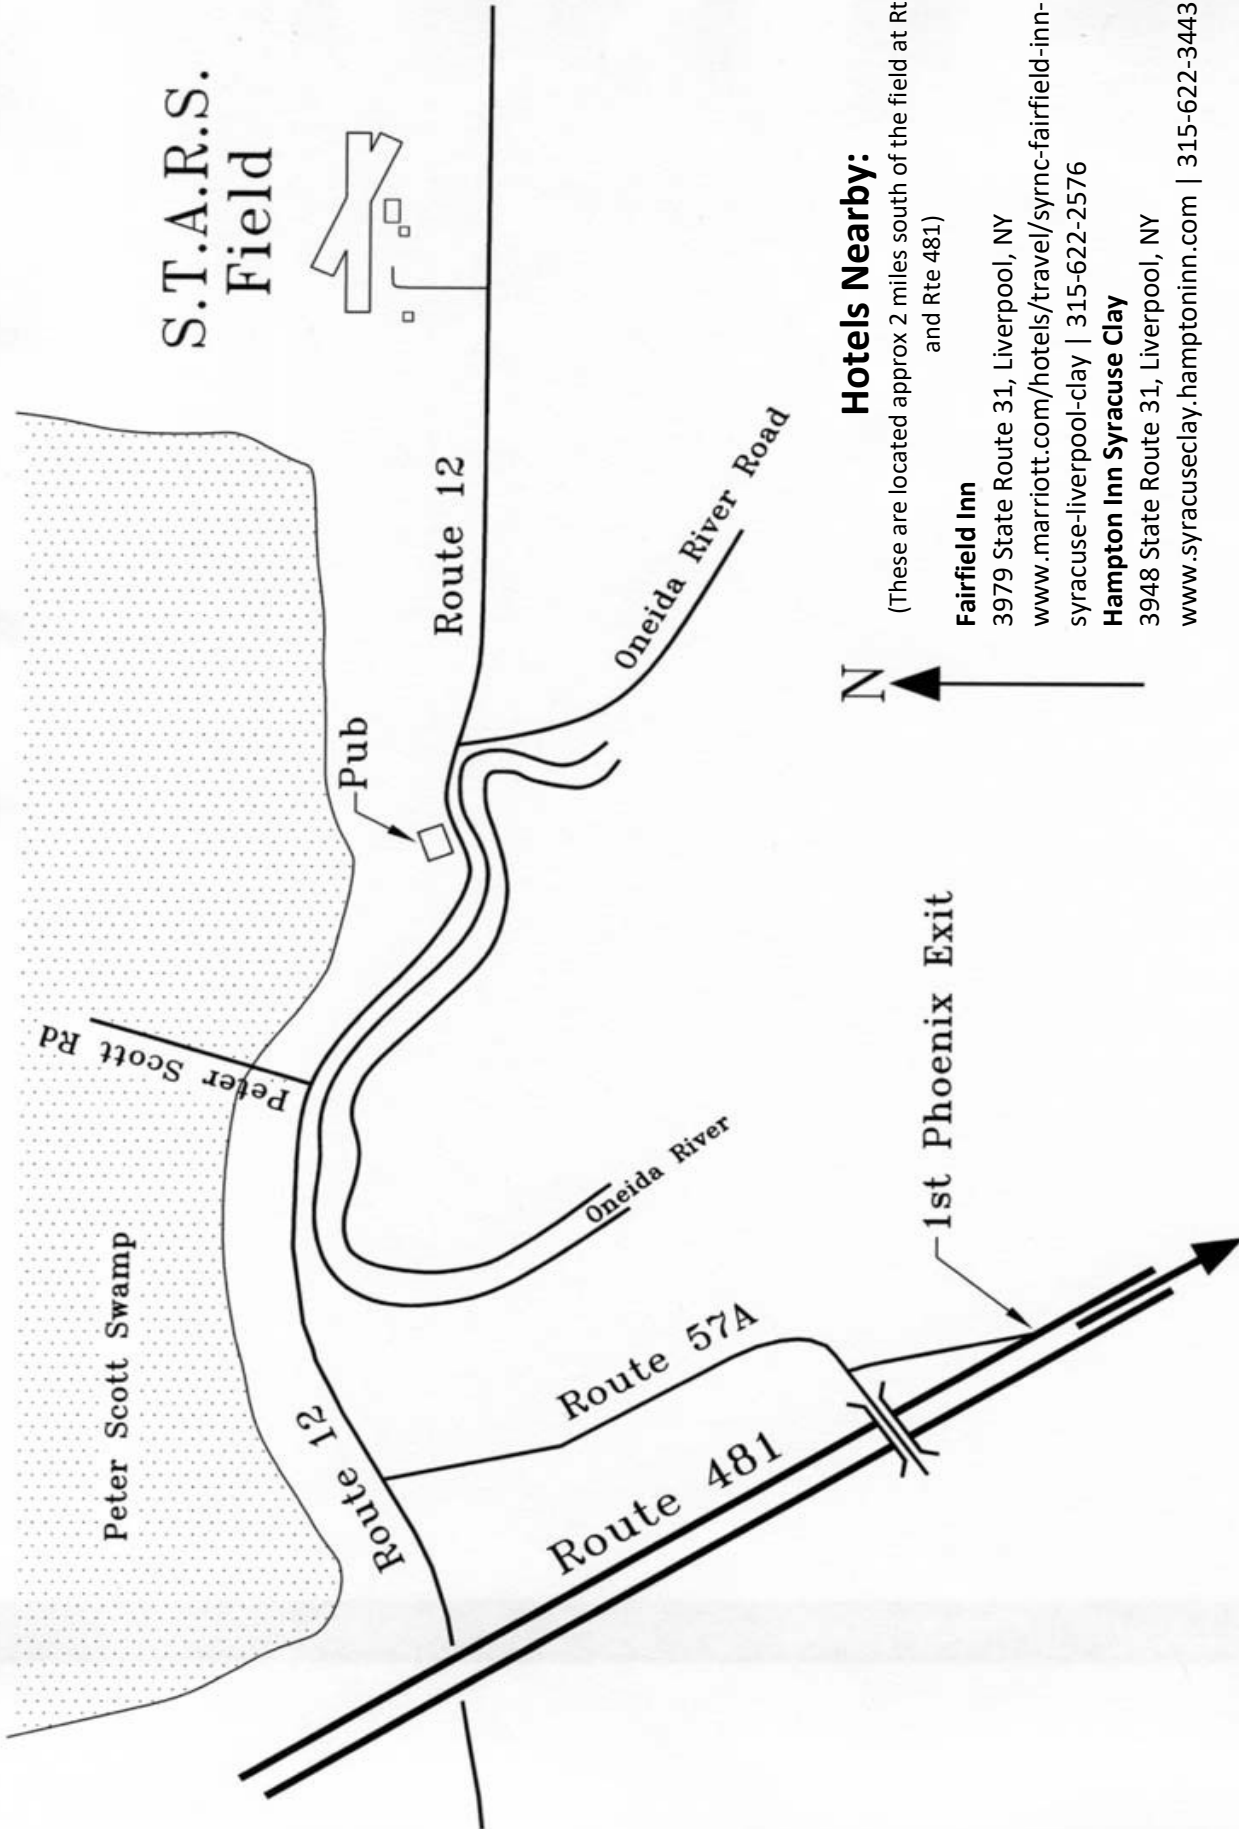 S.T.A.R.S.
Field
Peter Scott Swamp
Peter Scott Rd
Pub
Route 12
Route 12
Oneida River Road
Oneida River
Route 57A
Route 481
1st Phoenix Exit
N
Hotels Nearby:
(These are located approx 2 miles south of the field at Rt
and Rte 481)
Fairfield Inn
3979 State Route 31, Liverpool, NY
www.marriott.com/hotels/travel/syrnc-fairfield-inn-
syracuse-liverpool-clay | 315-622-2576
Hampton Inn Syracuse Clay
3948 State Route 31, Liverpool, NY
www.syracuseclay.hamptoninn.com | 315-622-3443